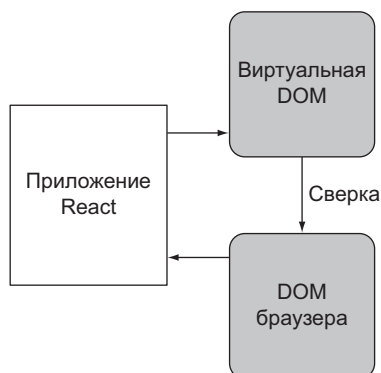 Виртуальная
DOM
Приложение
React
Сверка
DOM
браузера